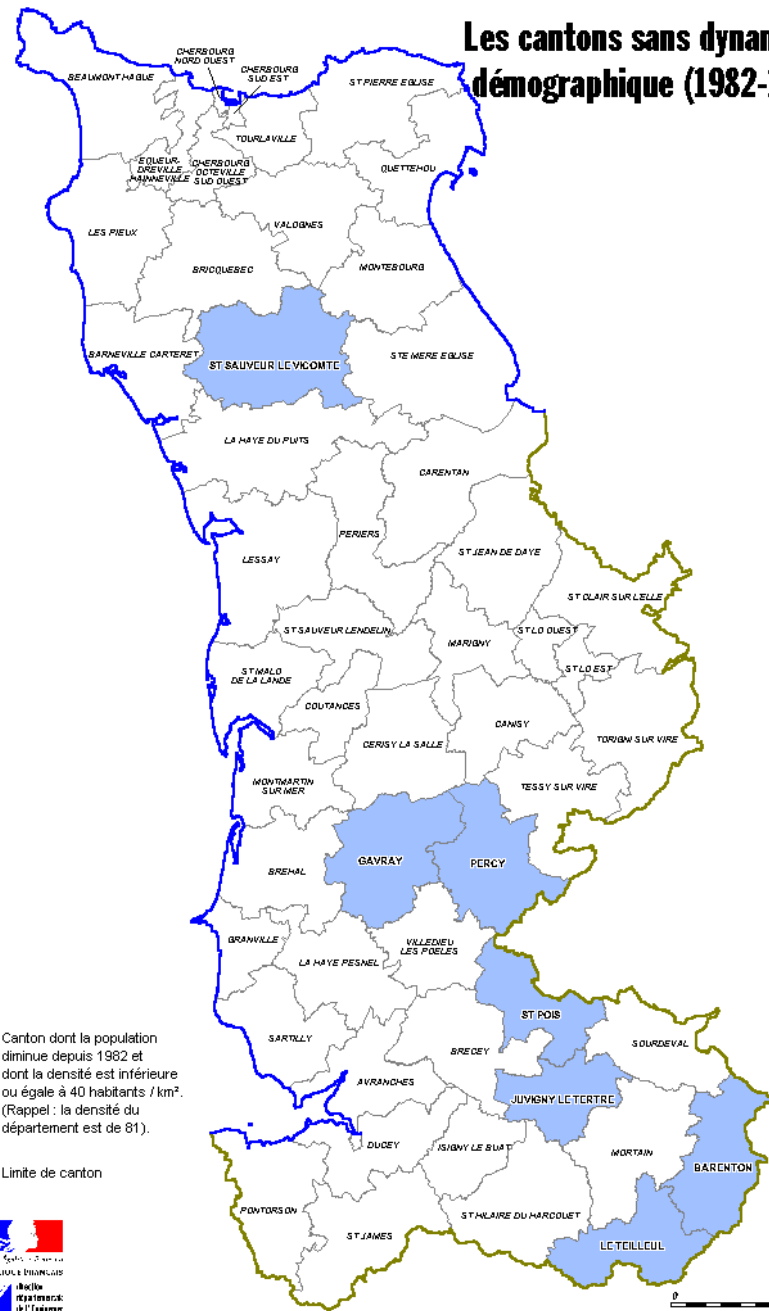 Les cantons sans
démographique (1982-
CHERBOURG
NORD OUEST
CHERBOURG
SUD EST
BEAUMONT HAGUE
ST PIERRE EGLISE
TOURLAVILLE
EQUEUR-
DREVILLE
HAINNEVILLE
CHERBOURG
OCTEVILLE
SUD OUEST
QUETTEHOU
LES PIEUX
VALOGNES
BRICQUEBEC
MONTEBOURG
BARNEVILLE CARTERET
ST SAUVEUR LE VICOMTE
STE MERE EGLISE
LA HAYE DU PUITS
CARENTAN
PERIERS
LESSAY
ST JEAN DE DAYE
ST CLAIR SUR L'ELLE
ST SAUVEUR LENDELIN
MARIGNY
ST LO OUEST
ST LO EST
ST MALO
DE LA LANDE
COUTANCES
CANISY
CERISY LA SALLE
TORIGNI SUR VIRE
MONTMARTIN
SUR MER
TESSY SUR VIRE
GAVRAY
PERCY
BREHAL
GRANVILLE
VILLEDIEU
LES POELES
LA HAYE PESNEL
ST POIS
SARTILLY
BRECEY
SOURDEVAL
AVRANCHES
JUVIGNY LE TERTRE
DUCEY
ISIGNY LE BUAT
MORTAIN
BARENTON
PONTORSON
ST HILAIRE DU HARCOUET
ST JAMES
LE TEILLEUL
Canton dont la population
diminue depuis 1982 et
dont la densité est inférieure
ou égale à 40 habitants / km².
(Rappel : la densité du
département est de 81).
Limite de canton
0